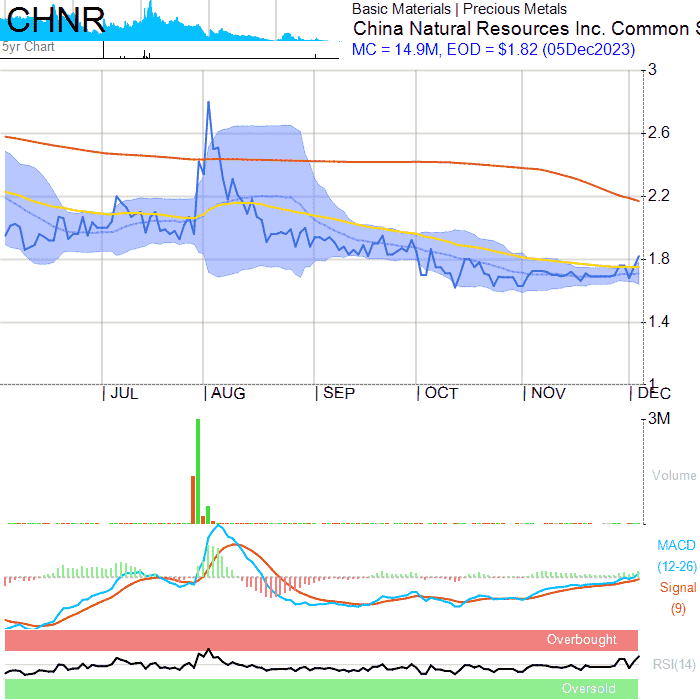 CHNR
5yr Chart
Basic Materials | Precious Metals
China Natural Resources Inc. Common S
MC = 14.9M, EOD = $1.82 (05Dec2023)
3
2.6
2.2
1.8
1.4
1
| JUL | AUG | SEP | OCT | NOV | DEC
3M
Volume
MACD
(12-26)
Signal
(9)
Overbought
RSI(14)
Oversold